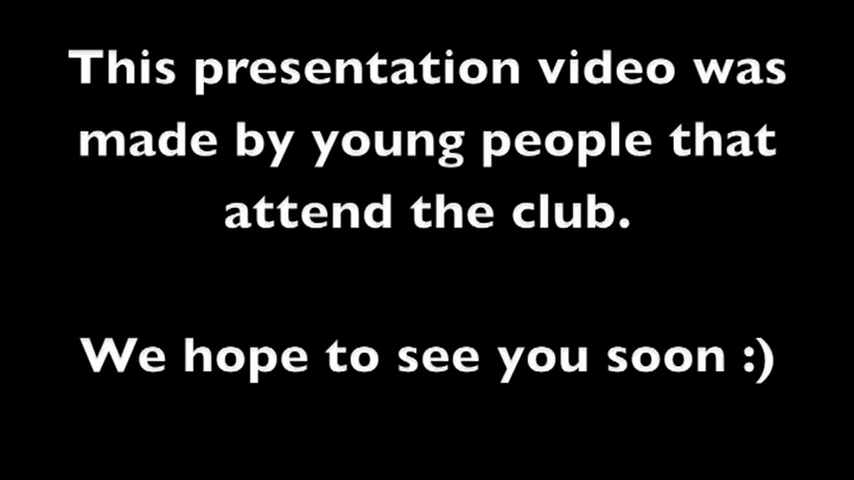 This presentation video was
made by young people that
attend the club.
We hope to see you soon :)